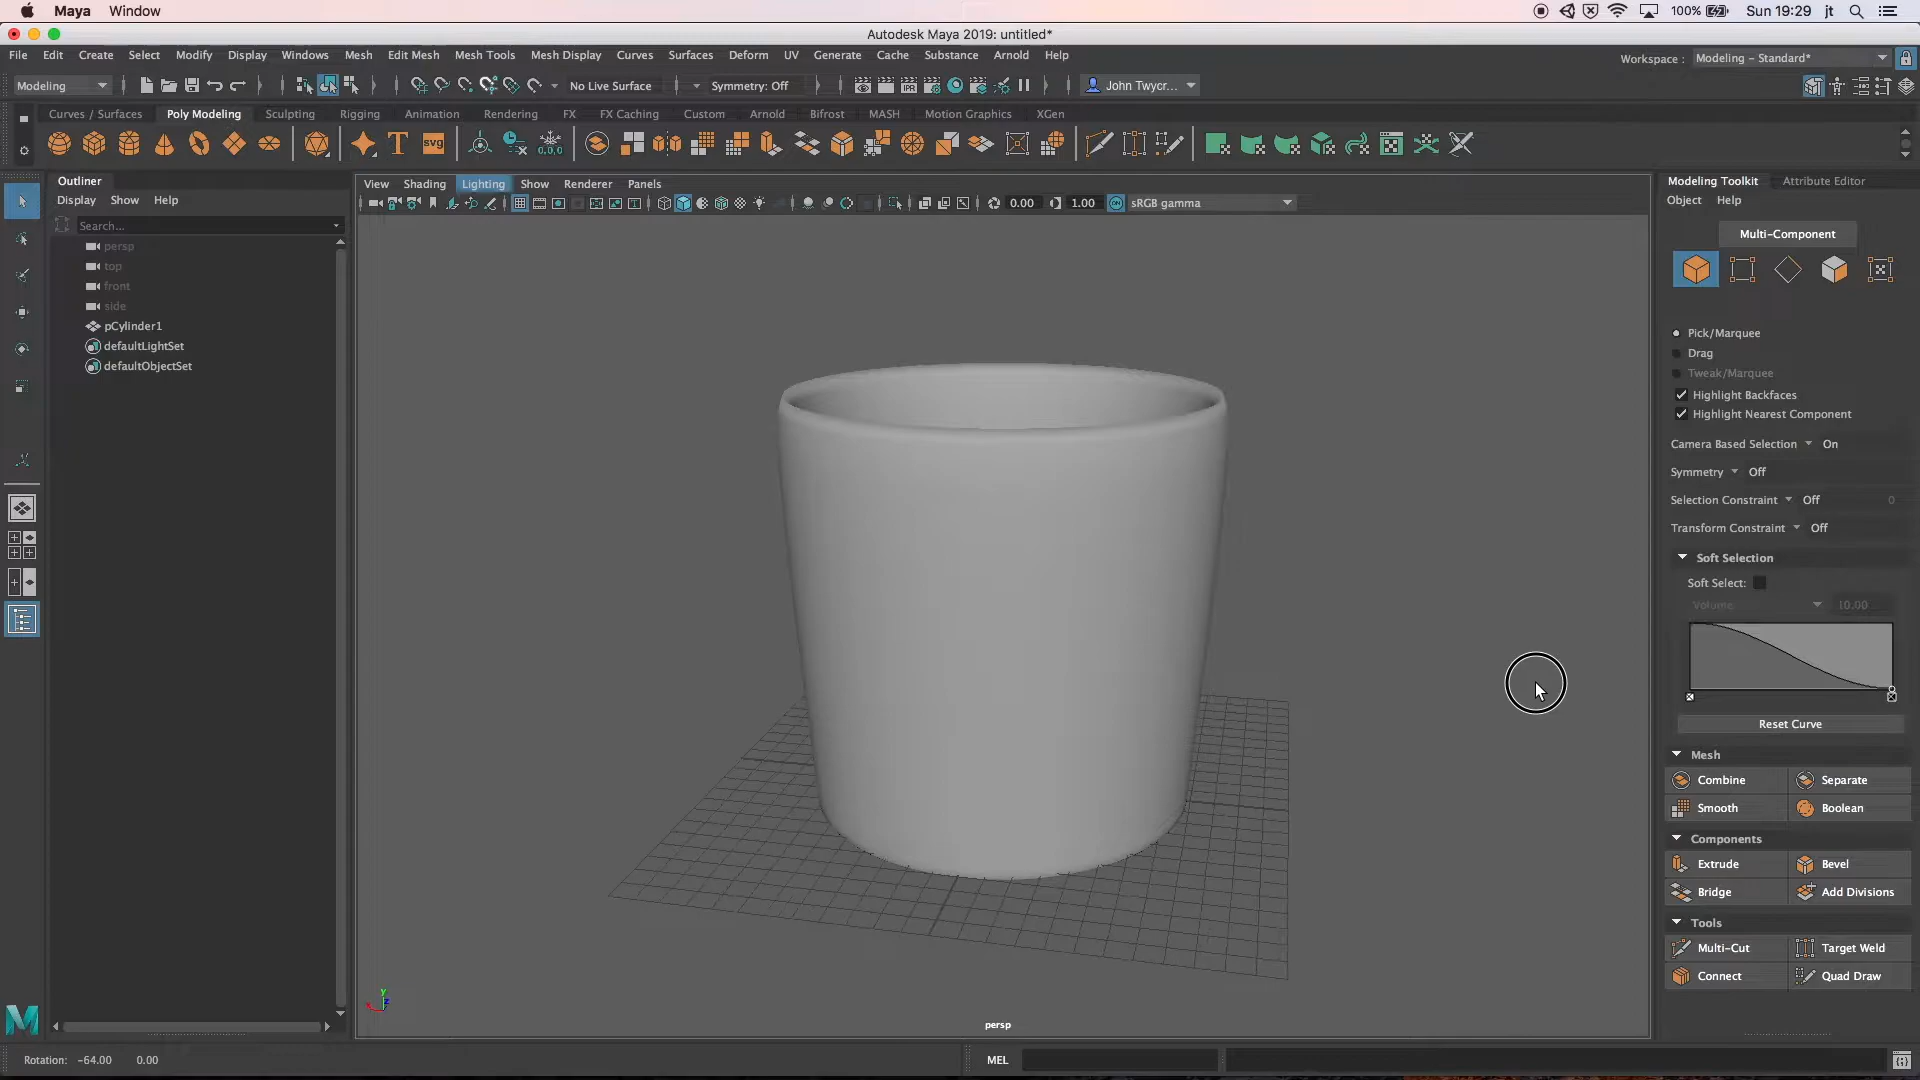 Maya Window 100% Sun 19:29 jt
Autodesk Maya 2019: untitled*
File Edit Create Select Modify Display Windows Mesh Edit Mesh Mesh Tools Mesh Display Curves Surfaces Deform UV Generate Cache Substance Arnold Help Workspace : Modeling - Standard*
Modeling No Live Surface Symmetry: Off IPR John Twycr...
Curves / Surfaces Poly Modeling Sculpting Rigging Animation Rendering FX FX Caching Custom Arnold Bifrost MASH Motion Graphics XGen
T svg 0,0,0
Outliner
Display Show Help
Search...
persp
top
front
side
pCylinder1
defaultLightSet
defaultObjectSet
View Shading Lighting Show Renderer Panels
0.00 1.00 ON sRGB gamma
persp
Modeling Toolkit Attribute Editor
Object Help
Multi-Component
Pick/Marquee
Drag
Tweak/Marquee
Highlight Backfaces
Highlight Nearest Component
Camera Based Selection On
Symmetry Off
Selection Constraint Off 0
Transform Constraint Off
Soft Selection
Soft Select:
Volume 10.00
Reset Curve
Mesh
Combine Separate
Smooth Boolean
Components
Extrude Bevel
Bridge Add Divisions
Tools
Multi-Cut Target Weld
Connect Quad Draw
Rotation: -64.00 0.00 MEL